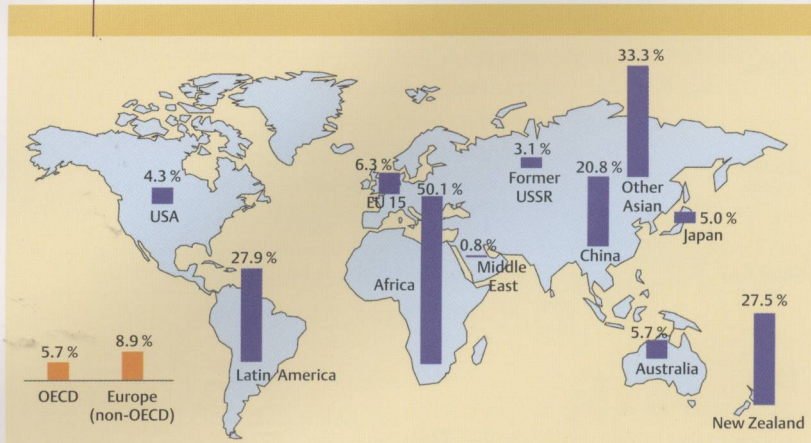 33.3 %
4.3 %
USA
6.3 %
EU 15
50.1 %
3.1 %
Former
USSR
20.8 %
Other
Asian
5.0 %
Japan
China
0.8 %
Middle
East
Africa
27.9 %
Latin America
27.5 %
5.7 %
Australia
New Zealand
5.7 %
8.9 %
OECD
Europe
(non-OECD)